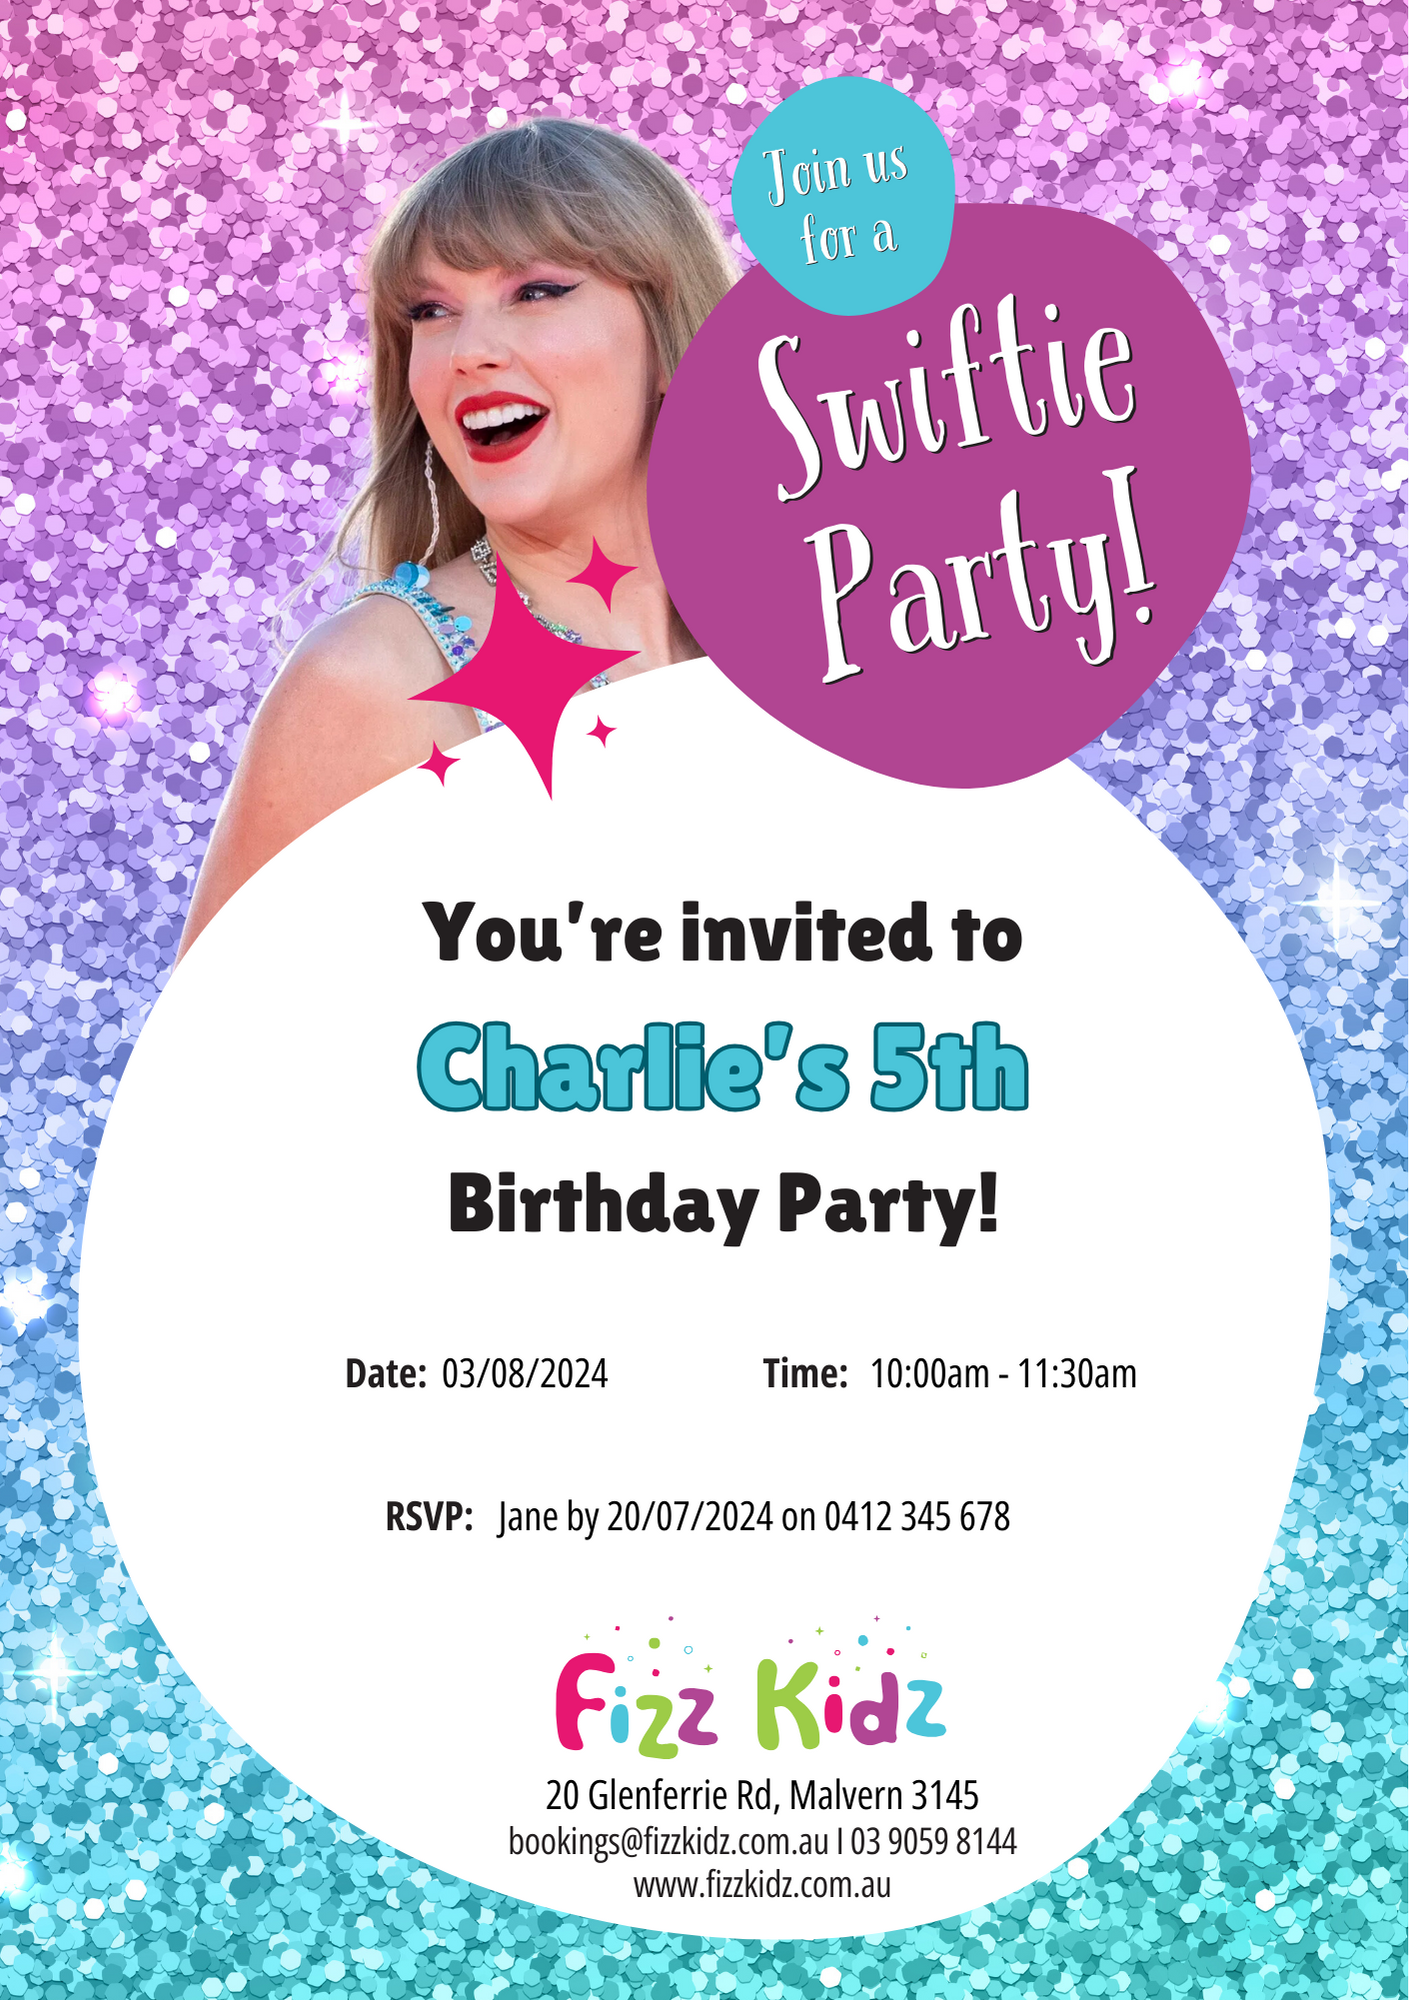 Join us
for a
Swiftie
Party!
You're invited to
Charlie's 5th
Birthday Party!
Date: 03/08/2024 Time: 10:00am - 11:30am
RSVP: Jane by 20/07/2024 on 0412 345 678
Fizz Kidz
20 Glenferrie Rd, Malvern 3145
bookings@fizzkidz.com.au I 03 9059 8144
www.fizzkidz.com.au